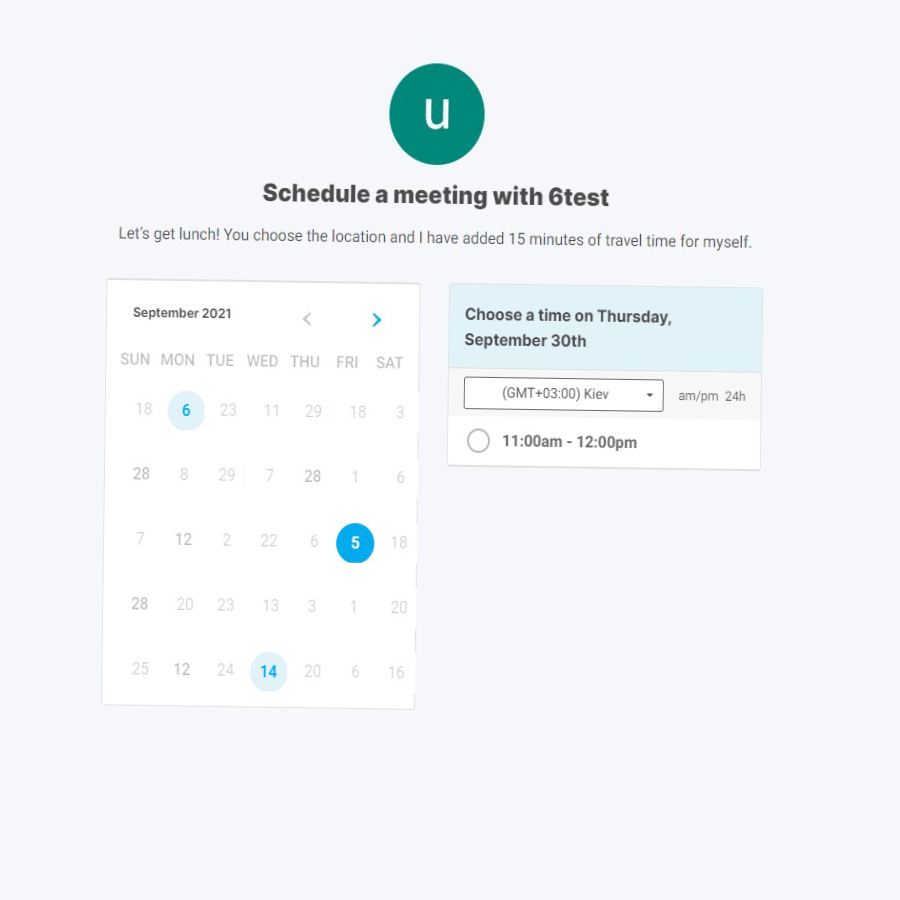 u
Schedule a meeting with 6test
Let's get lunch! You choose the location and I have added 15 minutes of travel time for myself.
September 2021
SUN MON TUE WED THU FRI SAT
18 6 23 11 29 18 3
28 8 29 7 28 1 6
7 12 2 22 6 5 18
28 20 23 13 3 1 20
25 12 24 14 20 6 16
Choose a time on Thursday,
September 30th
(GMT+03:00) Kiev am/pm 24h
11:00am - 12:00pm